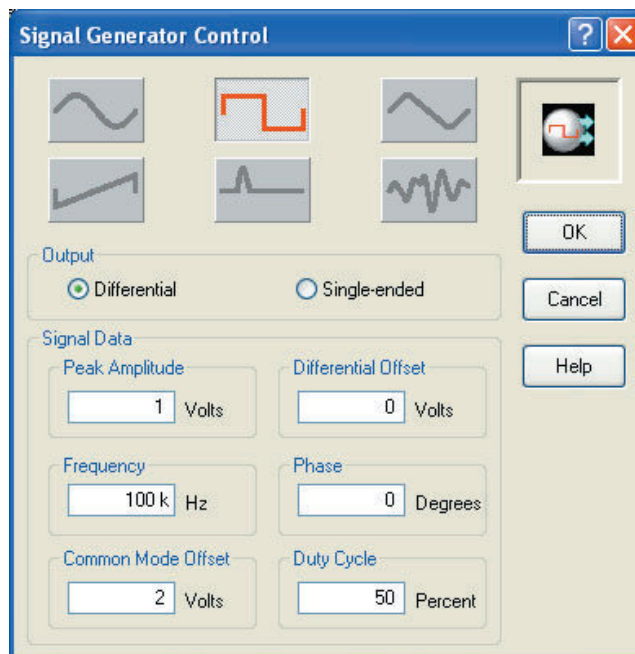 Signal Generator Control
OK
Output
Differential Single-ended
Cancel
Signal Data
Peak Amplitude Differential Offset
1 Volts 0 Volts
Help
Frequency Phase
100 k Hz 0 Degrees
Common Mode Offset Duty Cycle
2 Volts 50 Percent